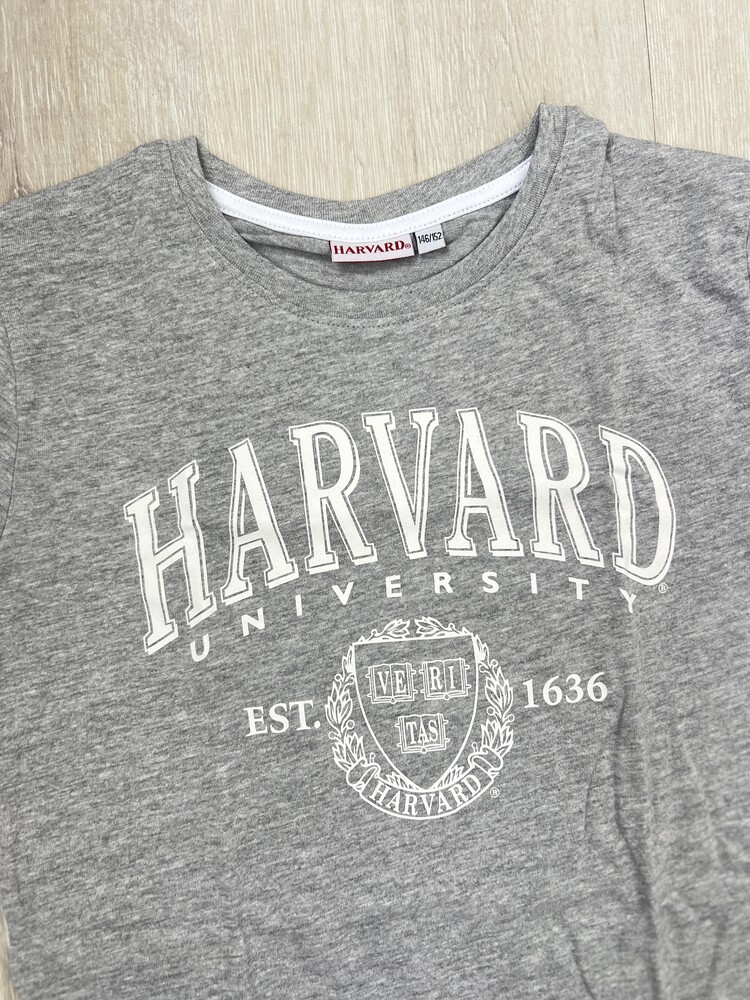 HARVARD®
146/152
HARVARD
UNIVERSITY®
VE RI
EST. TAS 1636
HARVARD®